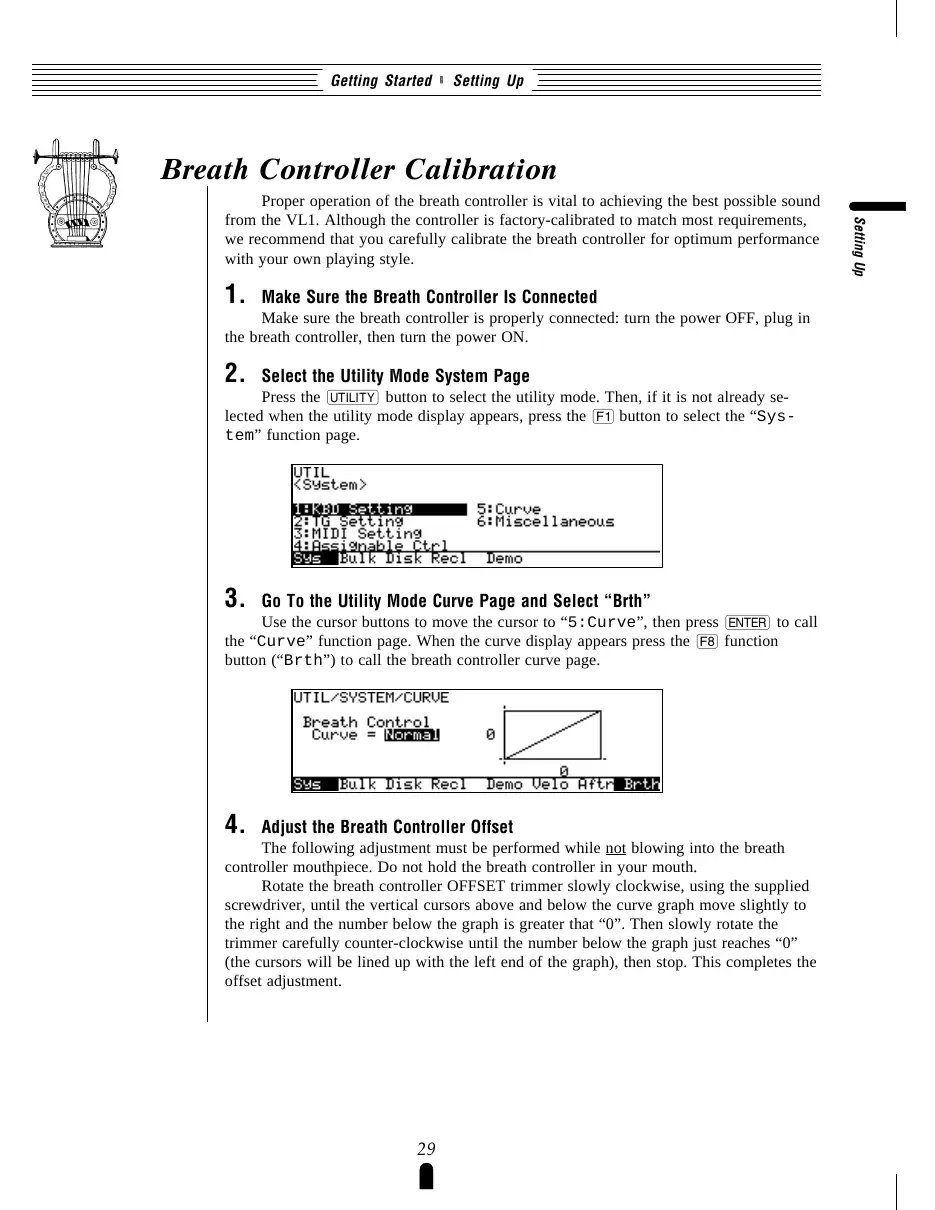 Getting Started Setting Up
Breath Controller Calibration
Proper operation of the breath controller is vital to achieving the best possible sound
from the VL1. Although the controller is factory-calibrated to match most requirements,
we recommend that you carefully calibrate the breath controller for optimum performance
with your own playing style.
Setting Up
1. Make Sure the Breath Controller Is Connected
Make sure the breath controller is properly connected: turn the power OFF, plug in
the breath controller, then turn the power ON.
2. Select the Utility Mode System Page
Press the UTILITY button to select the utility mode. Then, if it is not already se-
lected when the utility mode display appears, press the F1 button to select the “Sys-
tem” function page.
UTIL
<System>
1:KBD Setting 5:Curve
2:TG Setting 6:Miscellaneous
3:MIDI Setting
4:Assignable Ctrl
Sys Bulk Disk Recl Demo
3. Go To the Utility Mode Curve Page and Select “Brth”
Use the cursor buttons to move the cursor to “5:Curve”, then press ENTER to call
the “Curve” function page. When the curve display appears press the F8 function
button (“Brth”) to call the breath controller curve page.
UTIL/SYSTEM/CURVE
Breath Control
Curve = Normal 0
0
Sys Bulk Disk Recl Demo Velo Aftr Brth
4. Adjust the Breath Controller Offset
The following adjustment must be performed while not blowing into the breath
controller mouthpiece. Do not hold the breath controller in your mouth.
Rotate the breath controller OFFSET trimmer slowly clockwise, using the supplied
screwdriver, until the vertical cursors above and below the curve graph move slightly to
the right and the number below the graph is greater that “0”. Then slowly rotate the
trimmer carefully counter-clockwise until the number below the graph just reaches “0”
(the cursors will be lined up with the left end of the graph), then stop. This completes the
offset adjustment.
29